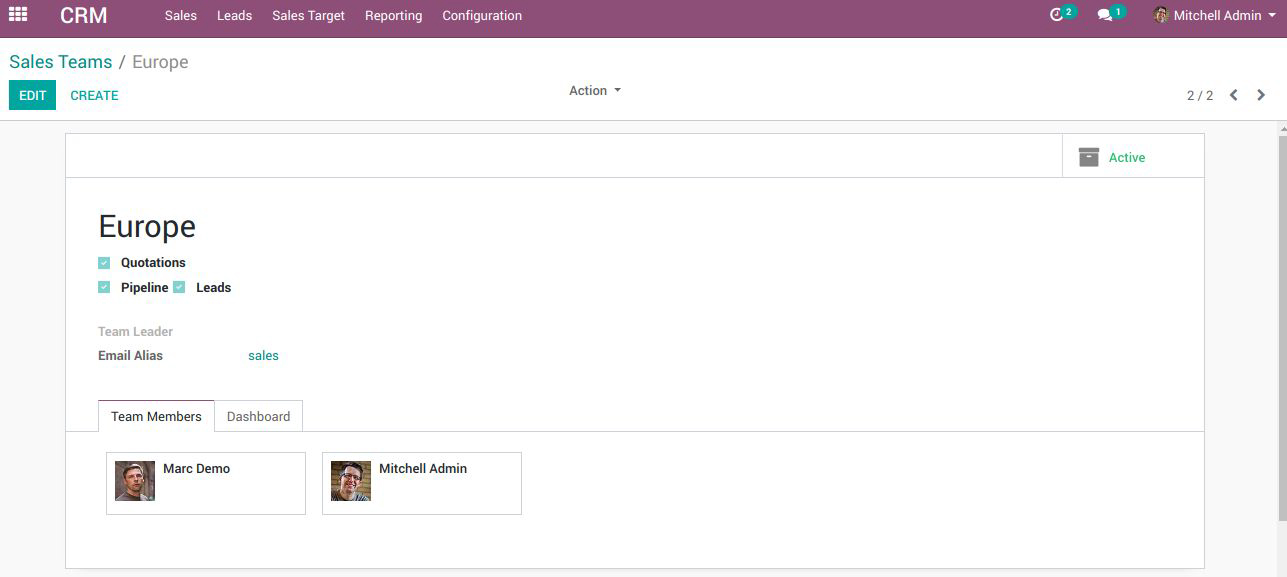 CRM Sales Leads Sales Target Reporting Configuration 2 1 Mitchell Admin
Sales Teams / Europe
EDIT CREATE Action 2 / 2
Active
Europe
Quotations
Pipeline Leads
Team Leader
Email Alias sales
Team Members Dashboard
Marc Demo Mitchell Admin